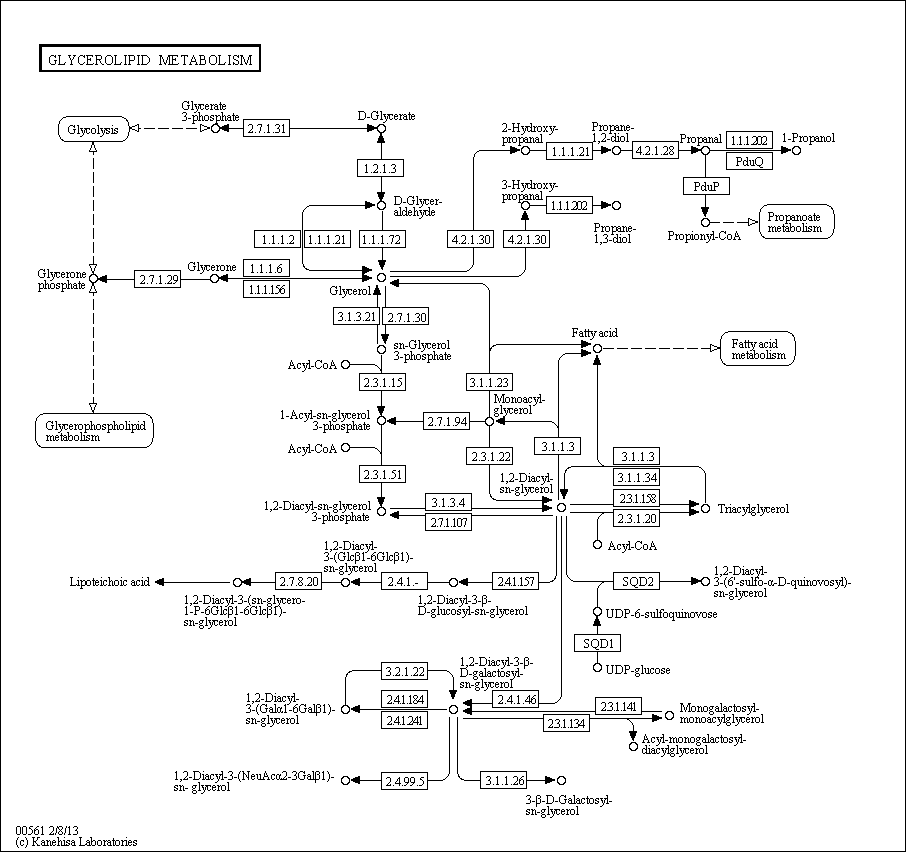 GLYCEROLIPID METABOLISM
Glycerate
3-phosphate
D-Glycerate
Glycolysis
2.7.1.31
2-Hydroxy-
propanal
Propane-
1,2-diol
Propanal
1.1.1.202
1-Propanol
1.1.1.21
4.2.1.28
PduQ
1.2.1.3
3-Hydroxy-
propanal
PduP
D-Glycer-
aldehyde
1.1.1.202
Propane-
1,3-diol
Propionyl-CoA
Propanoate
metabolism
1.1.1.2
1.1.1.21
1.1.1.72
4.2.1.30
4.2.1.30
Glycerone
phosphate
2.7.1.29
Glycerone
1.1.1.6
1.1.1.156
Glycerol
3.1.3.21
2.7.1.30
sn-Glycerol
3-phosphate
Fatty acid
Fatty acid
metabolism
Acyl-CoA
2.3.1.15
3.1.1.23
Monoacyl-
glycerol
Glycerophospholipid
metabolism
1-Acyl-sn-glycerol
3-phosphate
2.7.1.94
Acyl-CoA
2.3.1.22
3.1.1.3
3.1.1.3
2.3.1.51
1,2-Diacyl-
sn-glycerol
3.1.1.34
2.3.1.158
1,2-Diacyl-sn-glycerol
3-phosphate
3.1.3.4
2.7.1.107
2.3.1.20
Triacylglycerol
Acyl-CoA
1,2-Diacyl-
3-(Glcβ1-6Glcβ1)-
sn-glycerol
Lipoteichoic acid
2.7.8.20
2.4.1.-
2.4.1.157
SQD2
1,2-Diacyl-
3-(6'-sulfo-α-D-quinovosyl)-
sn-glycerol
1,2-Diacyl-3-(sn-glycero-
1-P-6Glcβ1-6Glcβ1)-
sn-glycerol
1,2-Diacyl-3-β-
D-glucosyl-sn-glycerol
UDP-6-sulfoquinovose
SQD1
UDP-glucose
3.2.1.22
1,2-Diacyl-3-β-
D-galactosyl-
sn-glycerol
1,2-Diacyl-
3-(Galα1-6Galβ1)-
sn-glycerol
2.4.1.184
2.4.1.241
2.4.1.46
2.3.1.141
2.3.1.134
Monogalactosyl-
monoacylglycerol
Acyl-monogalactosyl-
diacylglycerol
1,2-Diacyl-3-(NeuAcα2-3Galβ1)-
sn- glycerol
2.4.99.5
3.1.1.26
3-β-D-Galactosyl-
sn-glycerol
00561 2/8/13
(c) Kanehisa Laboratories